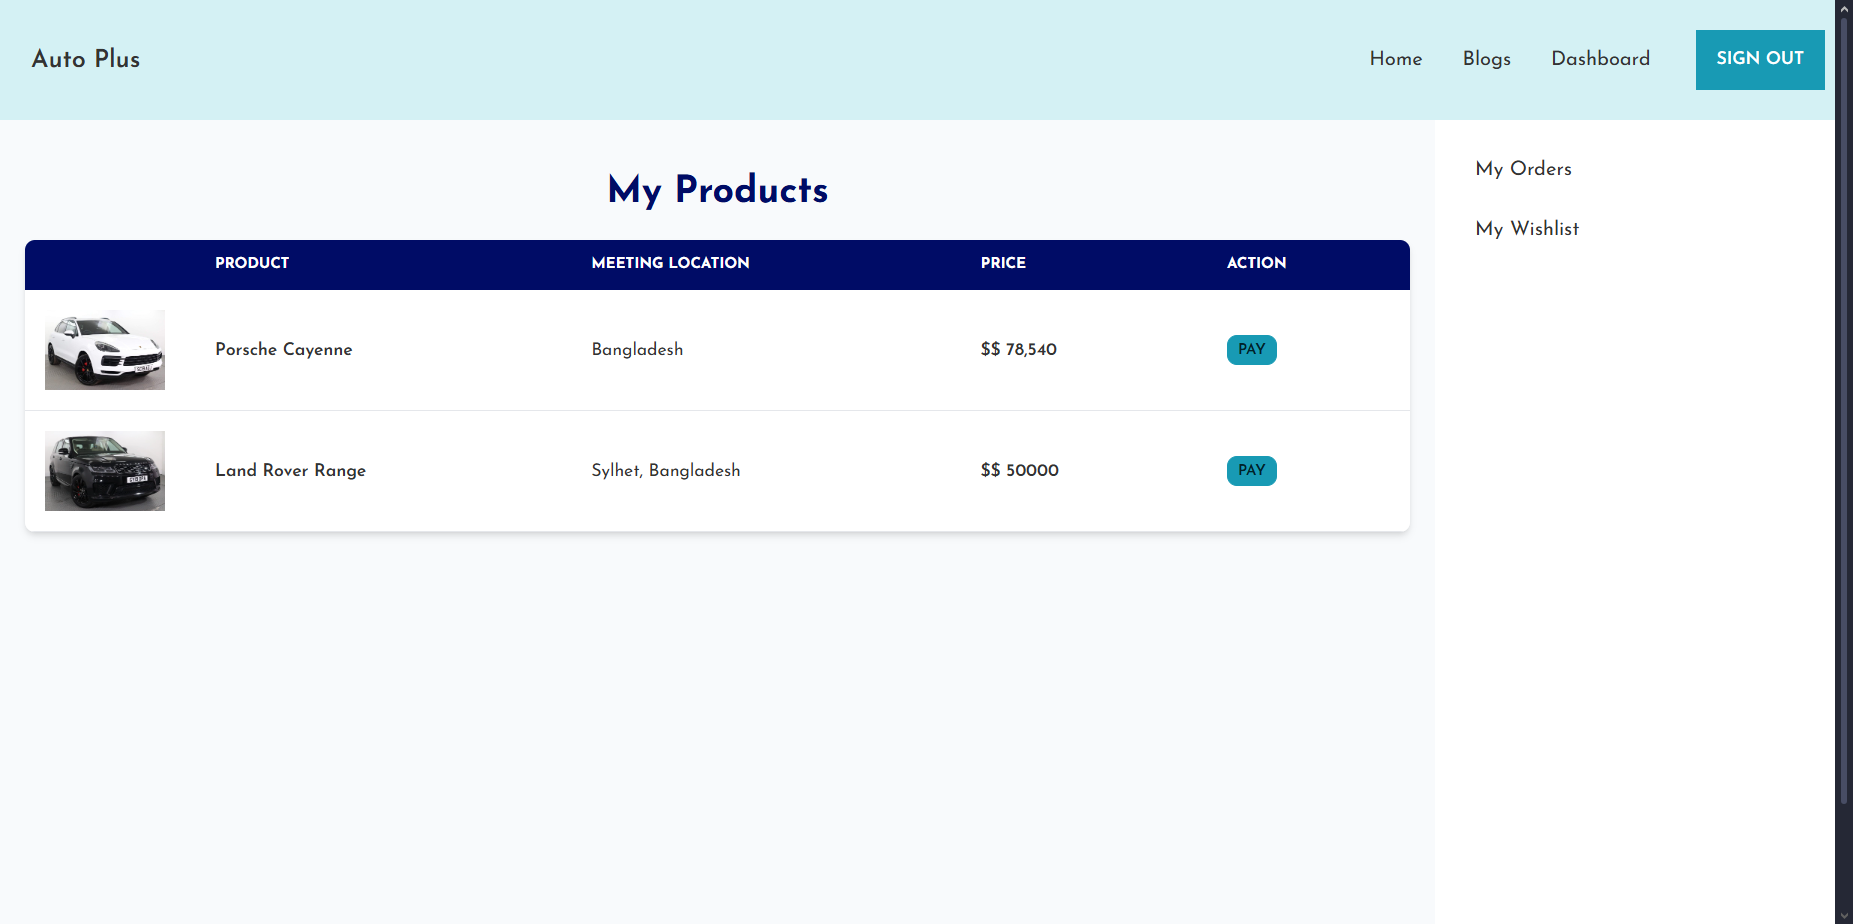 Auto Plus
Home Blogs Dashboard SIGN OUT
My Orders
My Wishlist
My Products
PRODUCT MEETING LOCATION PRICE ACTION
Porsche Cayenne Bangladesh $$ 78,540 PAY
Land Rover Range Sylhet, Bangladesh $$ 50000 PAY